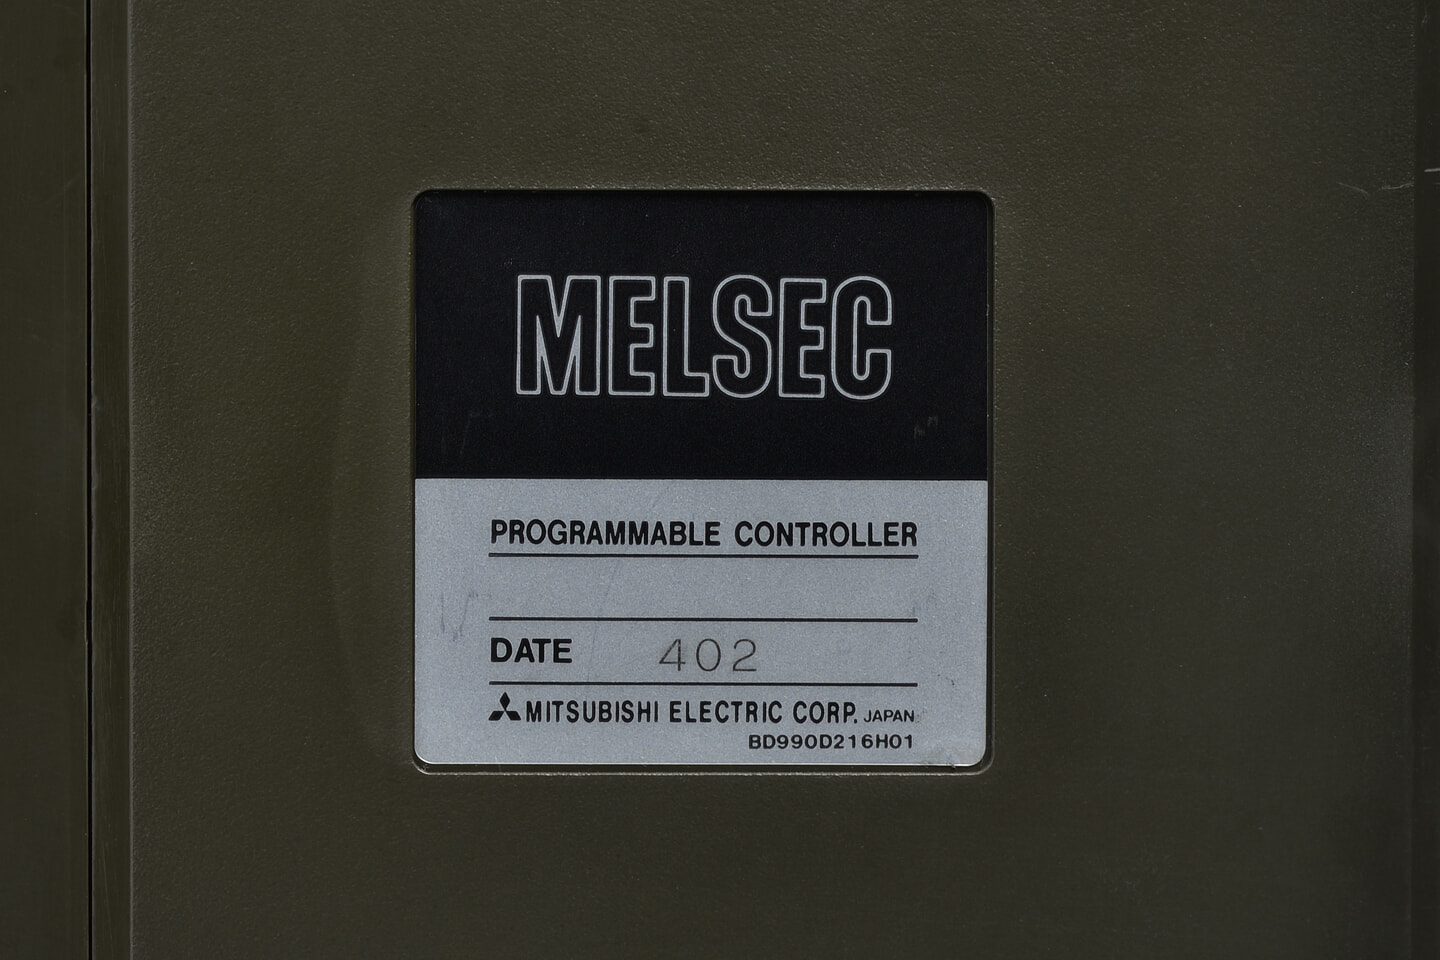 MELSEC
PROGRAMMABLE CONTROLLER
DATE 402
MITSUBISHI ELECTRIC CORP. JAPAN
BD990D216H01